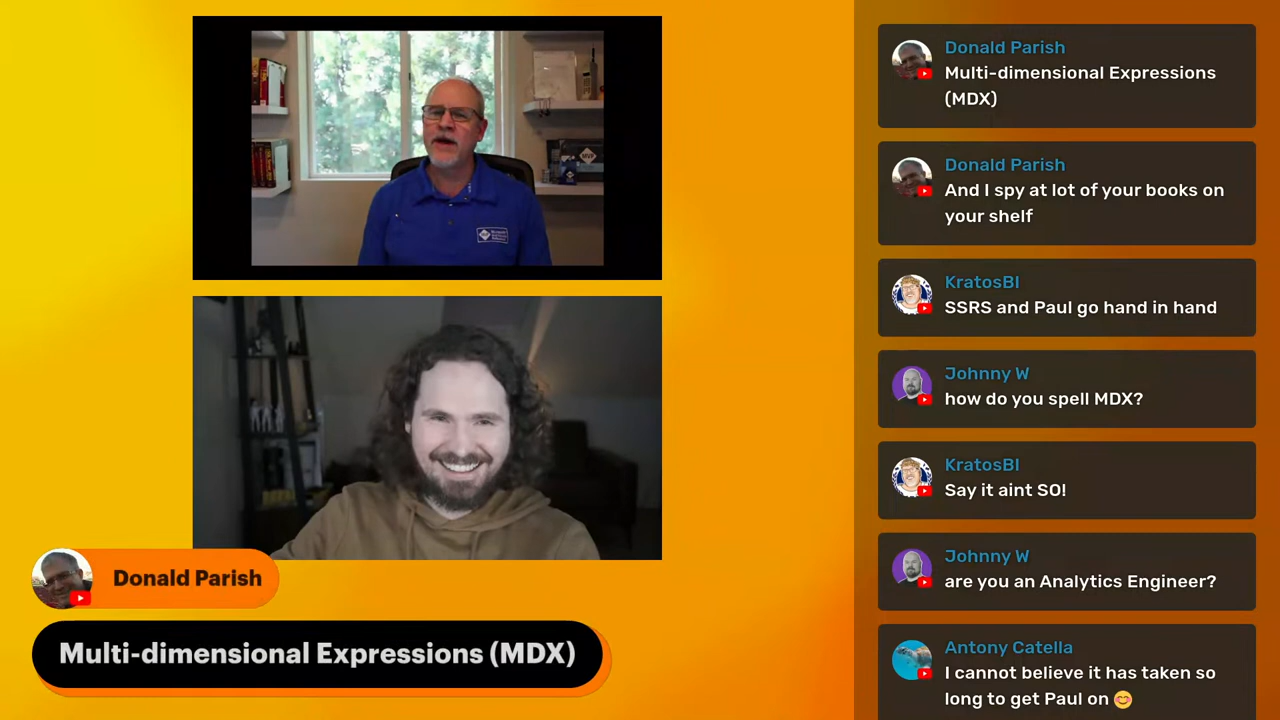 MVP
Donald Parish
Multi-dimensional Expressions (MDX)
Donald Parish
Multi-dimensional Expressions
(MDX)
Donald Parish
And I spy at lot of your books on
your shelf
KratosBI
SSRS and Paul go hand in hand
Johnny W
how do you spell MDX?
KratosBI
Say it aint SO!
Johnny W
are you an Analytics Engineer?
Antony Catella
I cannot believe it has taken so
long to get Paul on 😊